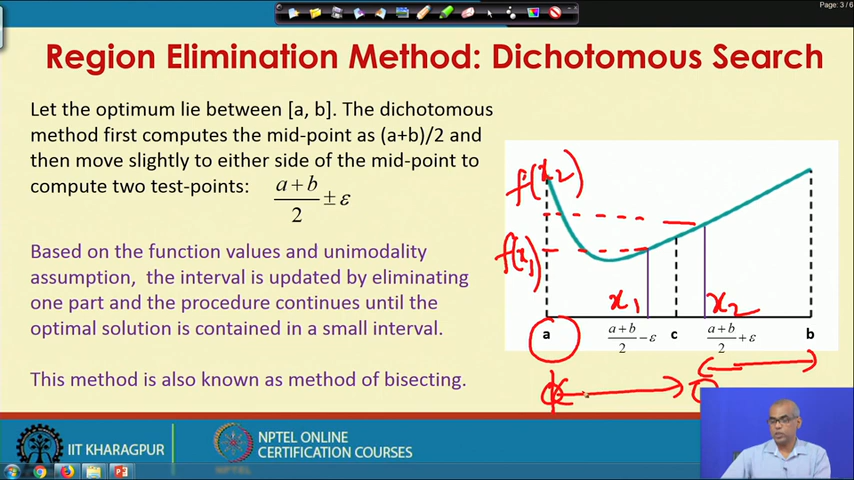 Page: 3 / 6
Region Elimination Method: Dichotomous Search
Let the optimum lie between [a, b]. The dichotomous
method first computes the mid-point as (a+b)/2 and
then move slightly to either side of the mid-point to
compute two test-points: (a+b)/2 ± ε
Based on the function values and unimodality
assumption, the interval is updated by eliminating
one part and the procedure continues until the
optimal solution is contained in a small interval.
This method is also known as method of bisecting.
f(x2)
f(x1)
x1 x2
a (a+b)/2 − ε c (a+b)/2 + ε b
IIT KHARAGPUR
NPTEL
NPTEL ONLINE
CERTIFICATION COURSES